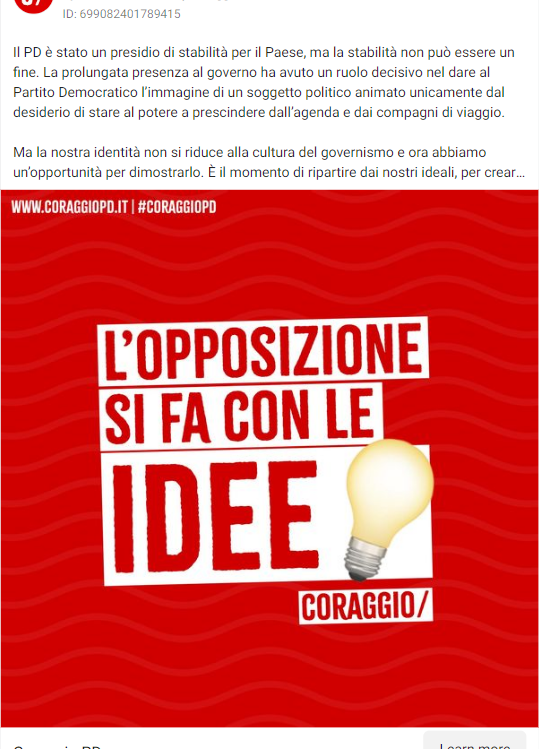 ID: 699082401789415
Il PD è stato un presidio di stabilità per il Paese, ma la stabilità non può essere un
fine. La prolungata presenza al governo ha avuto un ruolo decisivo nel dare al
Partito Democratico l'immagine di un soggetto politico animato unicamente dal
desiderio di stare al potere a prescindere dall'agenda e dai compagni di viaggio.
Ma la nostra identità non si riduce alla cultura del governismo e ora abbiamo
un'opportunità per dimostrarlo. È il momento di ripartire dai nostri ideali, per crear...
WWW.CORAGGIOPD.IT | #CORAGGIOPD
L'OPPOSIZIONE
SI FA CON LE
IDEE
CORAGGIO/
Learn more